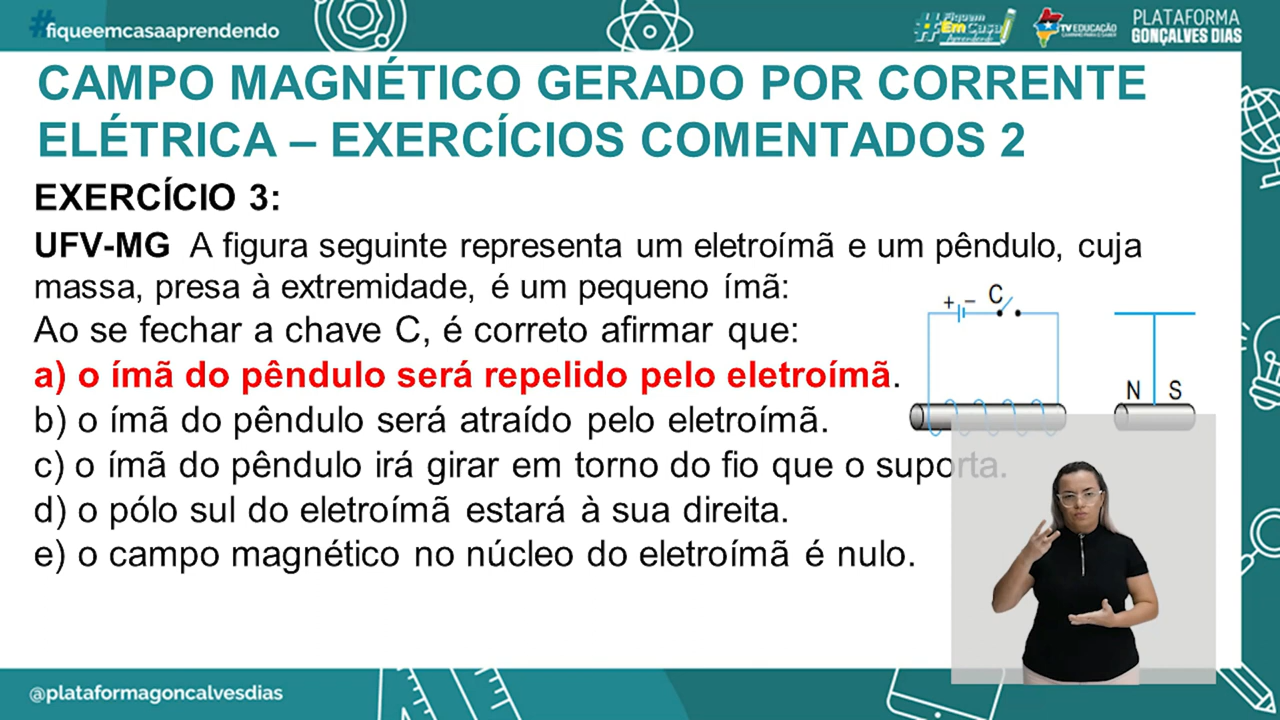 #fiqueemcasaaprendendo
#Fiquem Em Casa Aprendendo
TV EDUCAÇÃO
PLATAFORMA
GONÇALVES DIAS
CAMPO MAGNÉTICO GERADO POR CORRENTE
ELÉTRICA – EXERCÍCIOS COMENTADOS 2
EXERCÍCIO 3:
UFV-MG A figura seguinte representa um eletroímã e um pêndulo, cuja
massa, presa à extremidade, é um pequeno ímã:
Ao se fechar a chave C, é correto afirmar que:
a) o ímã do pêndulo será repelido pelo eletroímã.
b) o ímã do pêndulo será atraído pelo eletroímã.
c) o ímã do pêndulo irá girar em torno do fio que o suporta.
d) o pólo sul do eletroímã estará à sua direita.
e) o campo magnético no núcleo do eletroímã é nulo.
+ – C
N S
@plataformagoncalvesdias